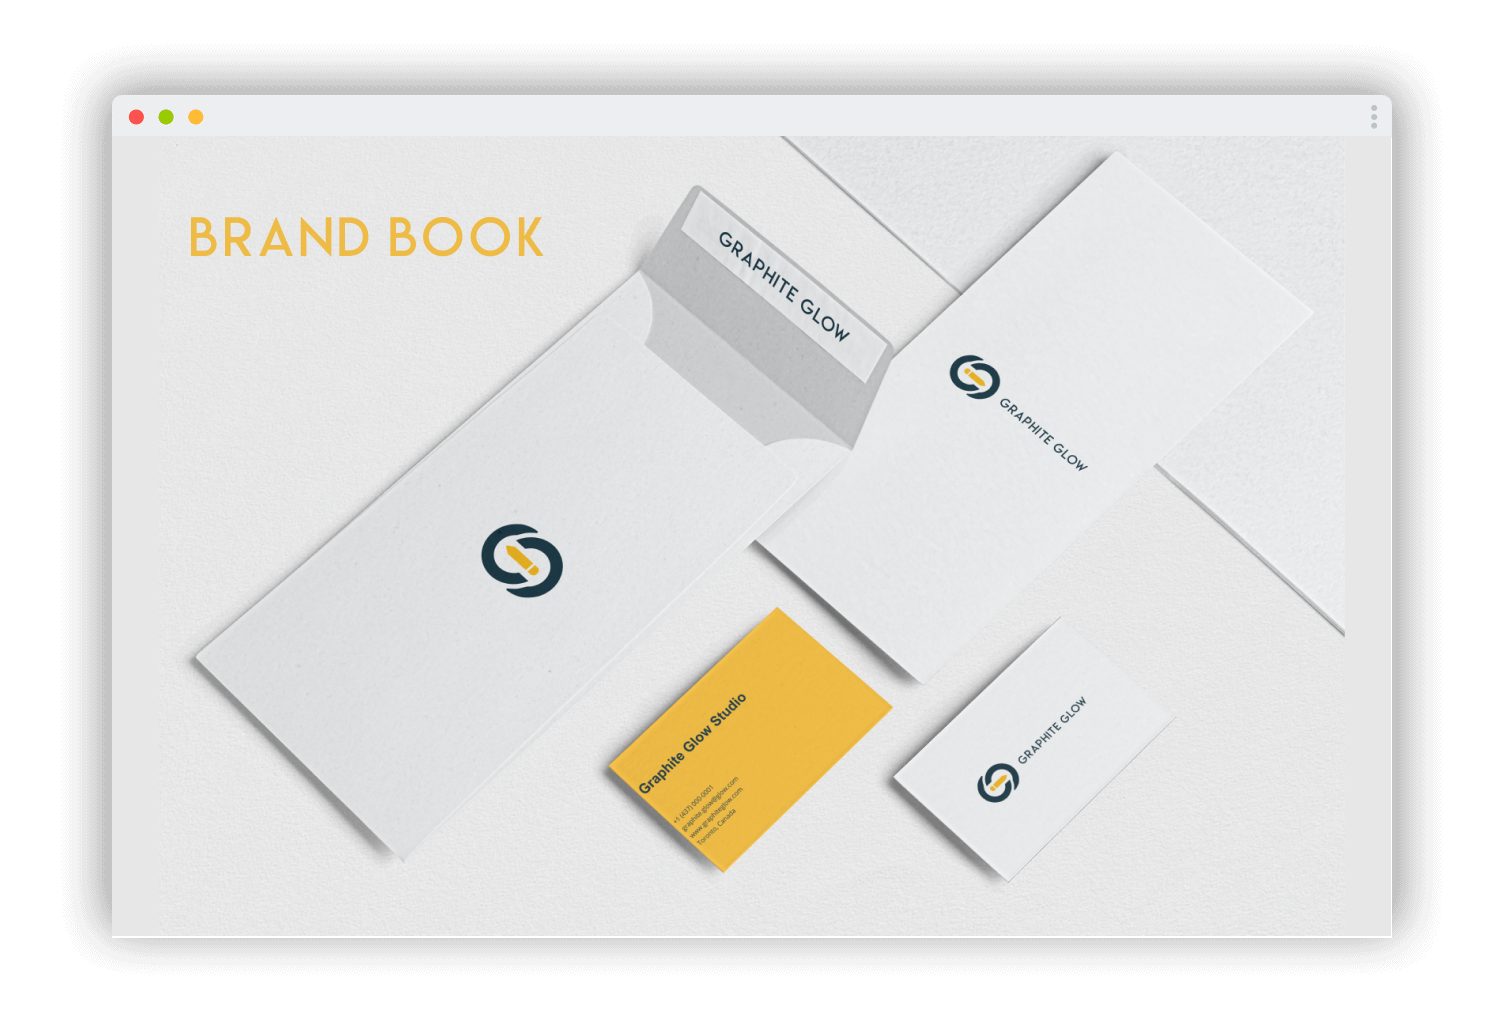 BRAND BOOK
GRAPHITE GLOW
GRAPHITE GLOW
Graphite Glow Studio
+1 (437) 000-0001
graphite.glow@glow.com
www.graphiteglow.com
Toronto, Canada
GRAPHITE GLOW